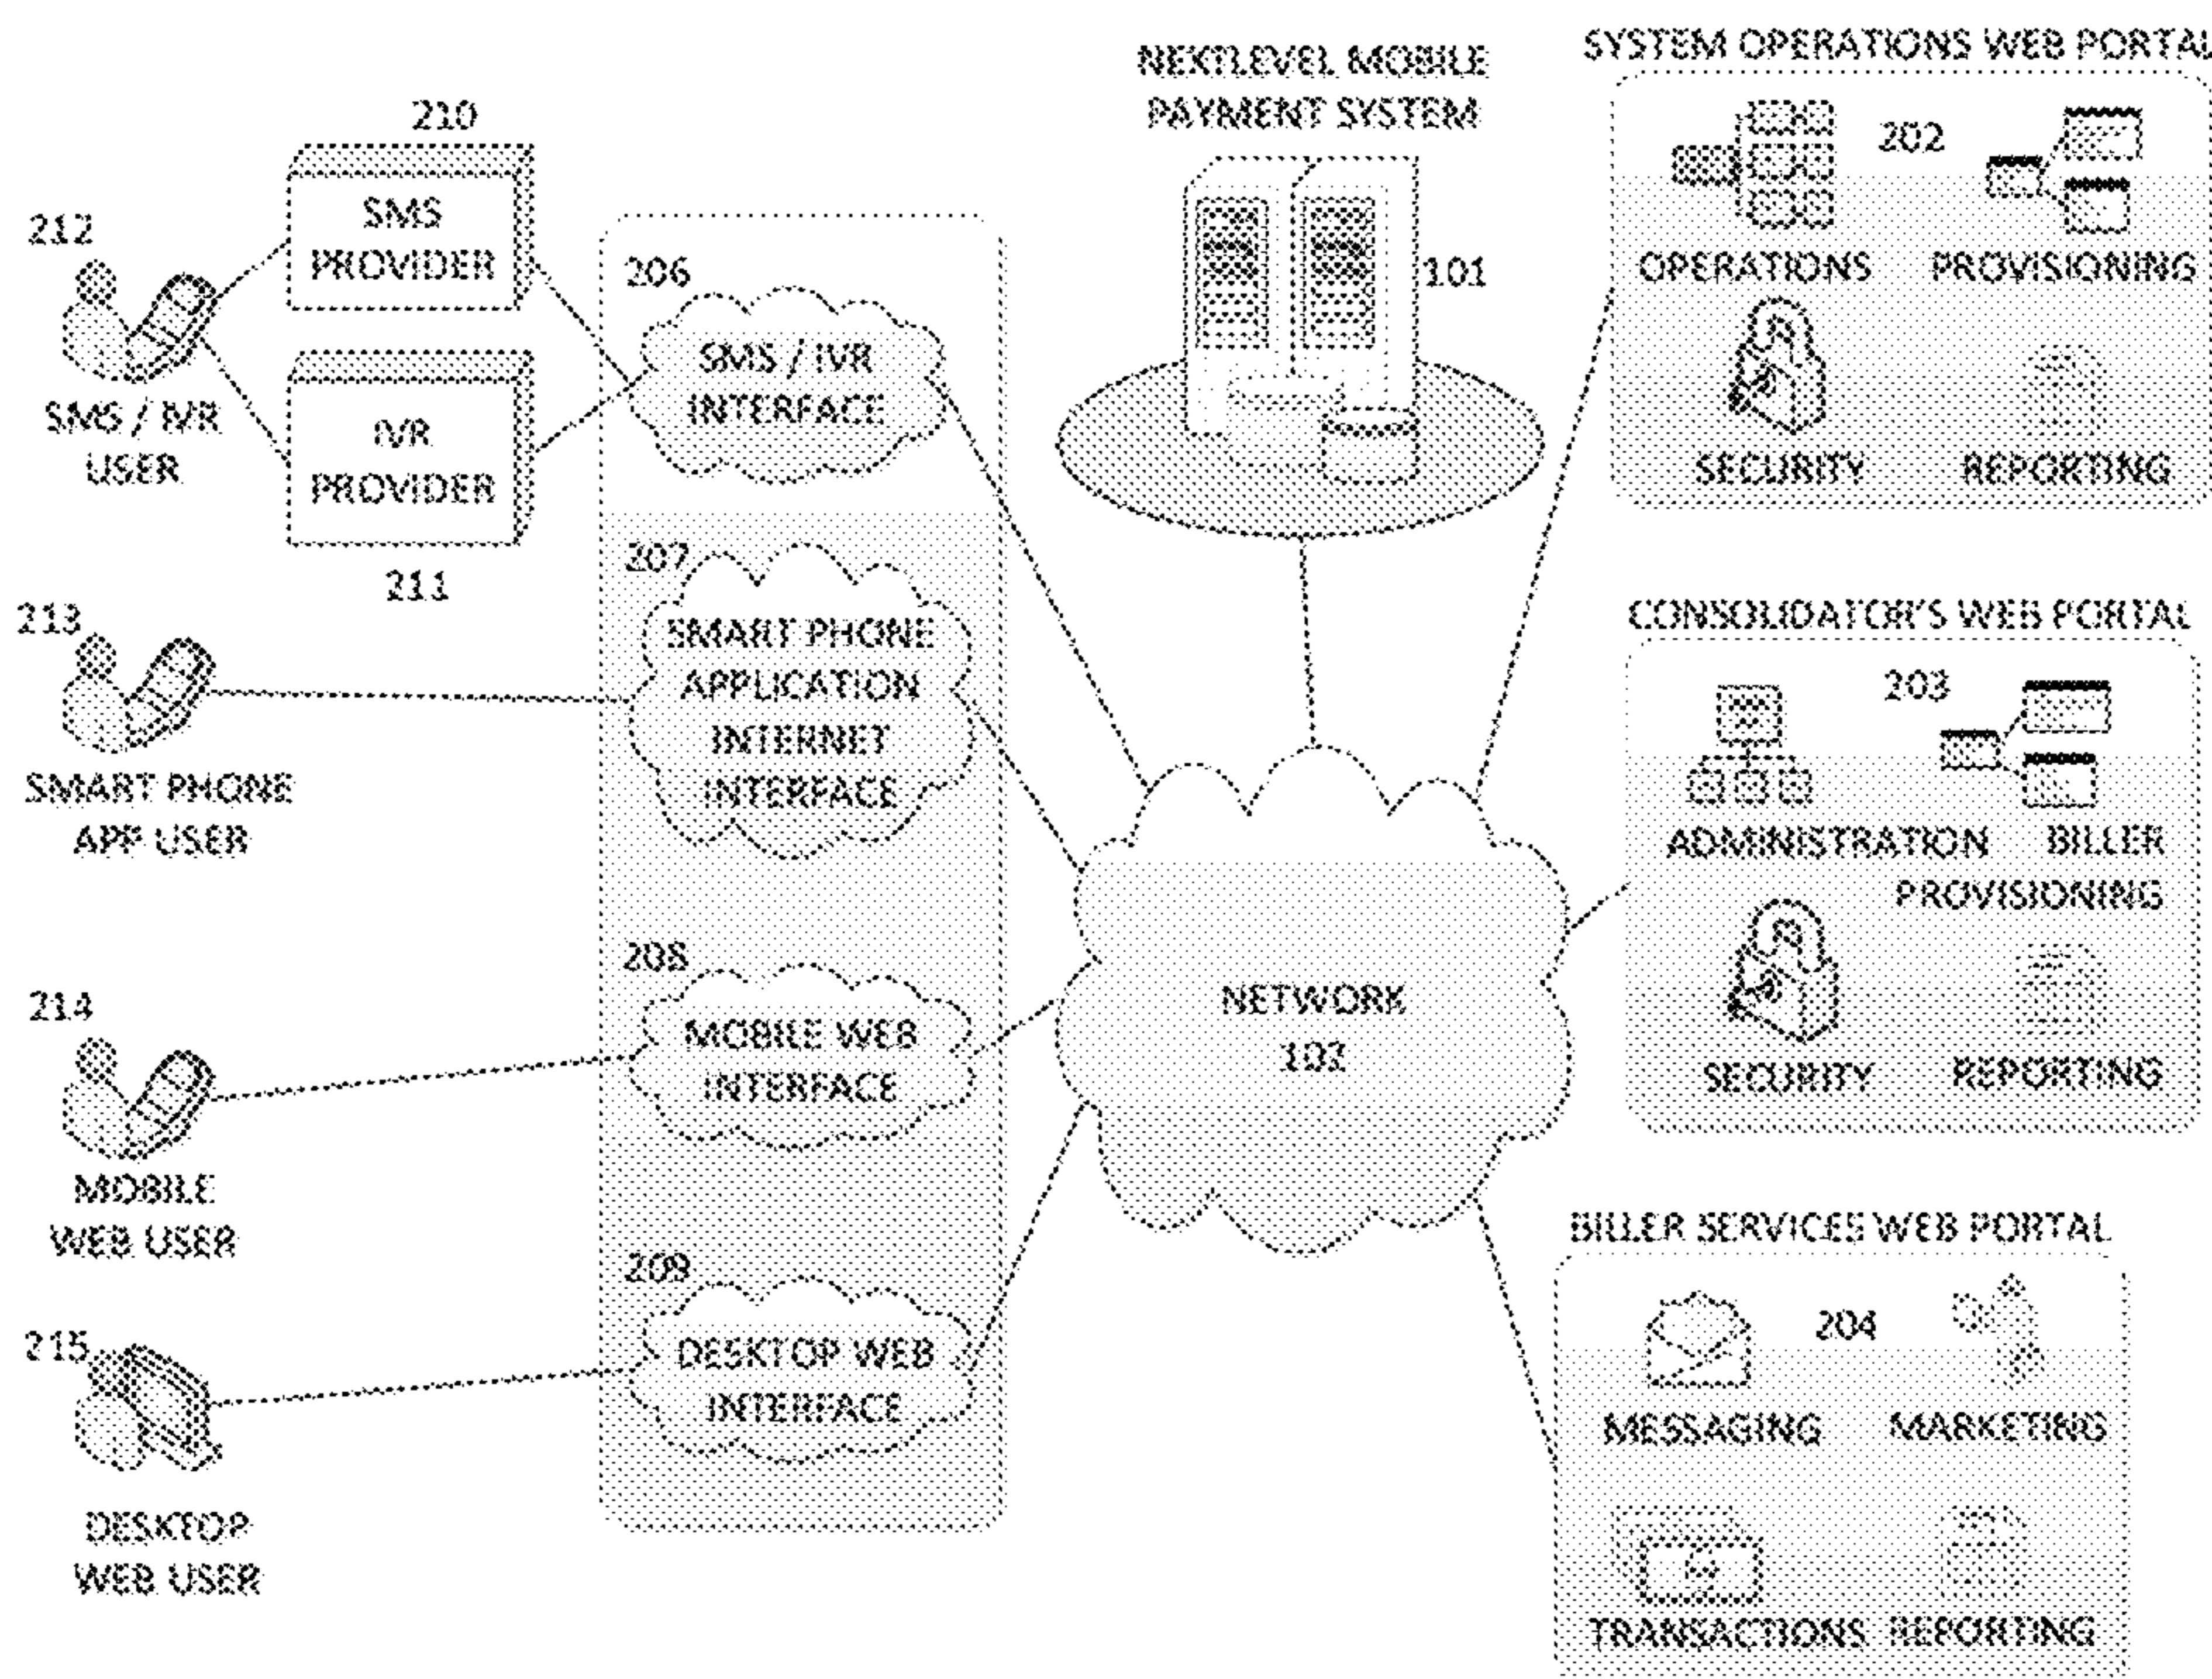 NEXTLEVEL MOBILE
PAYMENT SYSTEM
101
SYSTEM OPERATIONS WEB PORTAL
202
OPERATIONS
PROVISIONING
SECURITY
REPORTING
210
SMS
PROVIDER
212
SMS / IVR
USER
IVR
PROVIDER
211
206
SMS / IVR
INTERFACE
213
SMART PHONE
APP USER
207
SMART PHONE
APPLICATION
INTERNET
INTERFACE
CONSOLIDATOR'S WEB PORTAL
203
ADMINISTRATION
BILLER
PROVISIONING
SECURITY
REPORTING
214
MOBILE
WEB USER
208
MOBILE WEB
INTERFACE
NETWORK
102
215
DESKTOP
WEB USER
209
DESKTOP WEB
INTERFACE
BILLER SERVICES WEB PORTAL
204
MESSAGING
MARKETING
TRANSACTIONS
REPORTING